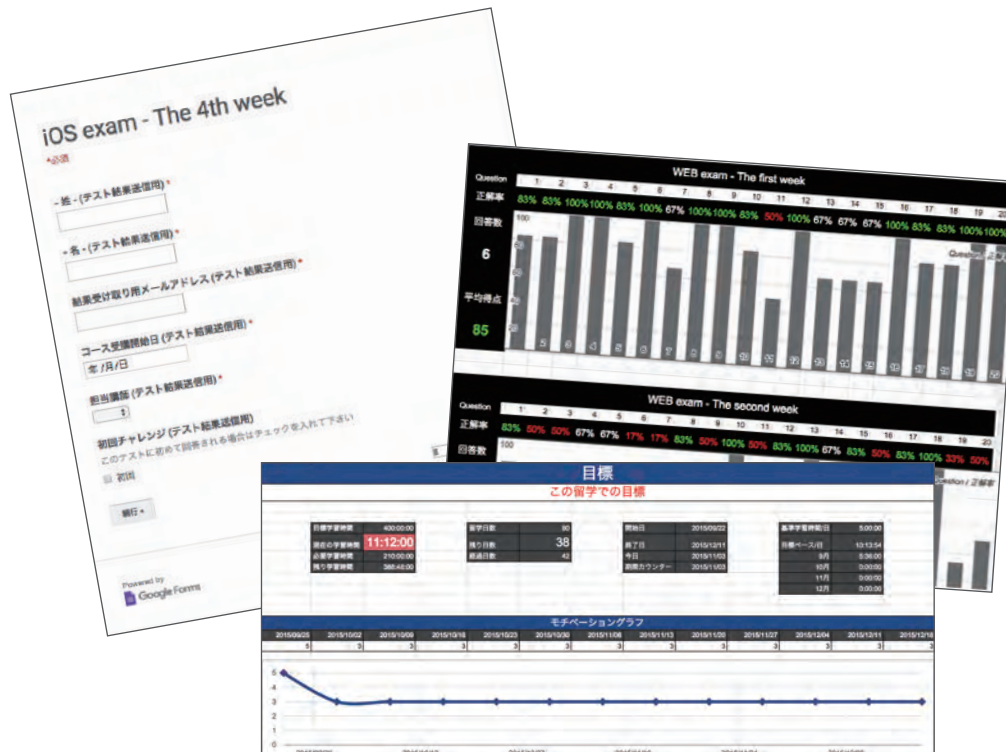 iOS exam - The 4th week
*必須
- 姓 - (テスト結果送信用) *
- 名 - (テスト結果送信用) *
結果受け取り用メールアドレス (テスト結果送信用) *
コース受講開始日 (テスト結果送信用) *
年 /月/日
担当講師 (テスト結果送信用) *
初回チャレンジ (テスト結果送信用)
このテストに初めて回答される場合はチェックを入れて下さい
初回
続行 »
Powered by
Google Forms
WEB exam - The first week
Question 1 2 3 4 5 6 7 8 9 10 11 12 13 14 15 16 17 18 19 20
正解率 83% 83% 100% 100% 83% 100% 67% 100% 100% 83% 50% 100% 67% 67% 67% 100% 83% 83% 100% 100%
回答数
100
6
平均得点
85
WEB exam - The second week
Question 1 2 3 4 5 6 7 8 9 10 11 12 13 14 15 16 17 18 19 20
正解率 83% 50% 50% 67% 67% 17% 17% 83% 50% 100% 50% 83% 100% 67% 83% 50% 83% 100% 33% 50%
回答数
100
Question / 正解率
目標
この留学での目標
目標学習時間 400:00:00 留学日数 80 開始日 2015/09/22 基準学習時間/日 5:00:00
現在の学習時間 11:12:00 残り日数 38 終了日 2015/12/11 目標ペース/日 10:13:54
必要学習時間 210:00:00 経過日数 42 今日 2015/11/03 9月 5:36:00
残り学習時間 388:48:00 期間カウンター 2015/11/03 10月 0:00:00
11月 0:00:00
12月 0:00:00
モチベーショングラフ
2015/09/25 2015/10/02 2015/10/09 2015/10/16 2015/10/23 2015/10/30 2015/11/06 2015/11/13 2015/11/20 2015/11/27 2015/12/04 2015/12/11 2015/12/18
5 3 3 3 3 3 3 3 3 3 3 3 3
5
4
3
2
1
0